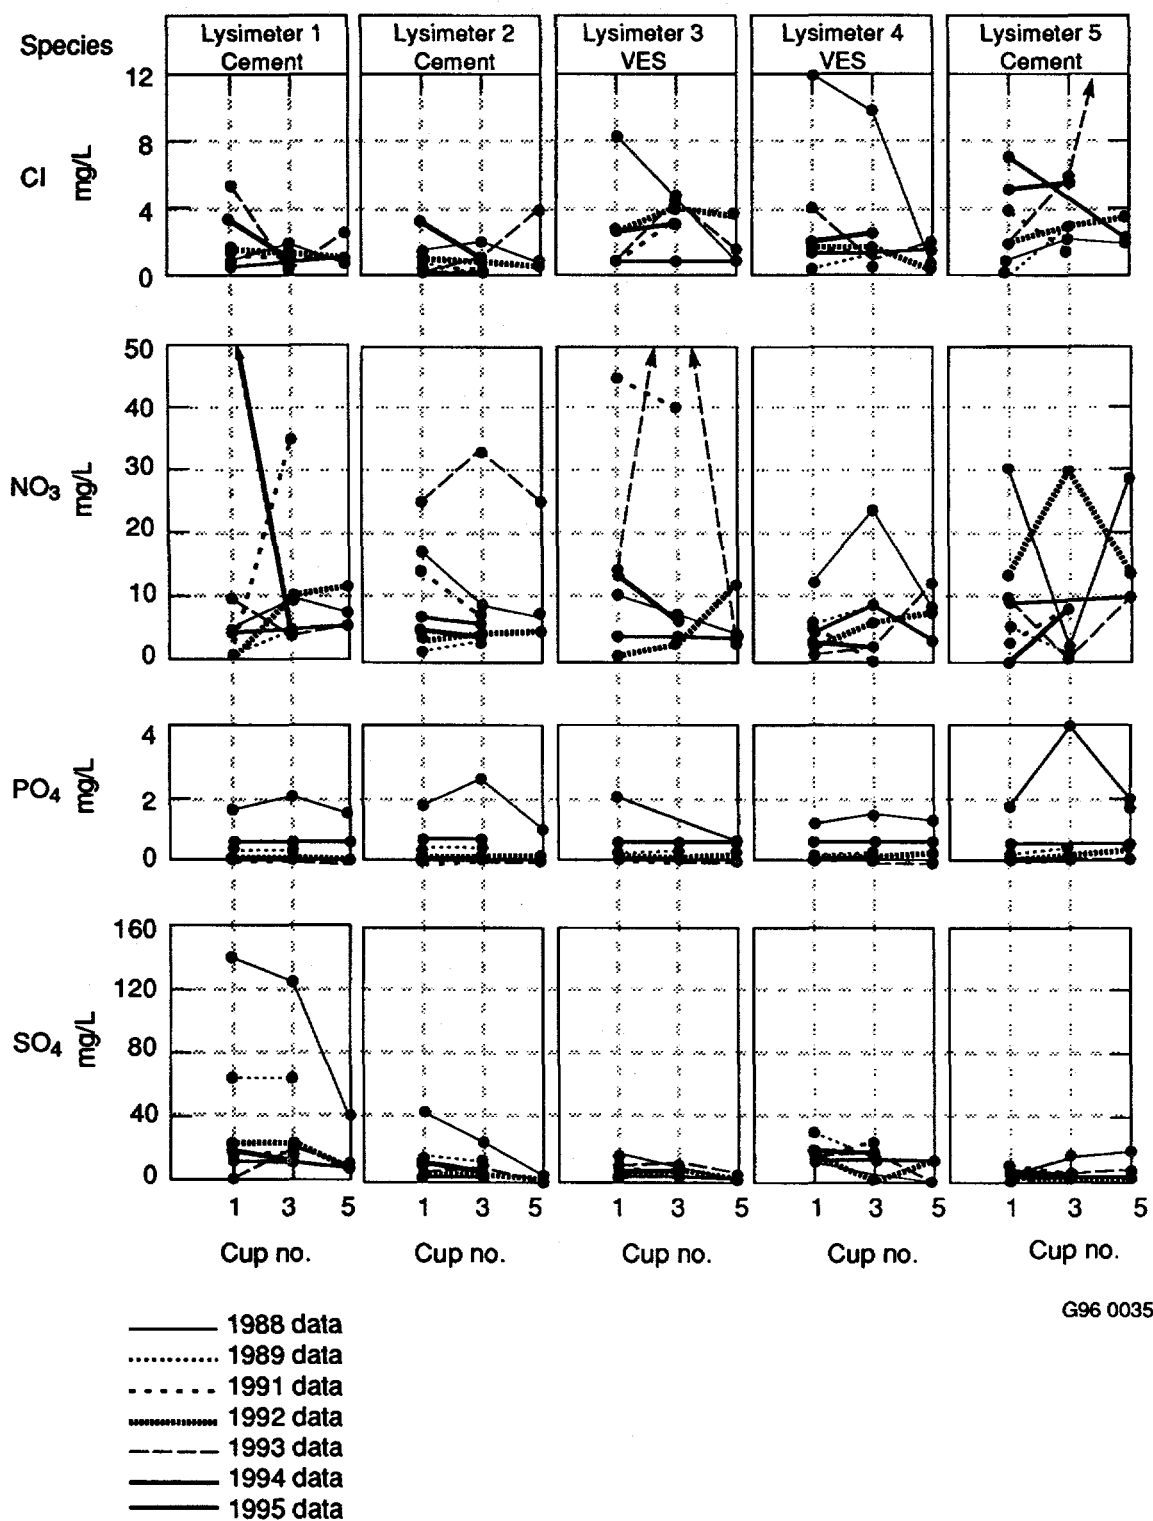 Species
Lysimeter 1 Lysimeter 2 Lysimeter 3 Lysimeter 4 Lysimeter 5
Cement Cement VES VES Cement
Cl mg/L
12
8
4
0
NO3 mg/L
50
40
30
20
10
0
PO4 mg/L
4
2
0
SO4 mg/L
160
120
80
40
0
1 3 5 1 3 5 1 3 5 1 3 5 1 3 5
Cup no. Cup no. Cup no. Cup no. Cup no.
G96 0035
1988 data
1989 data
1991 data
1992 data
1993 data
1994 data
1995 data